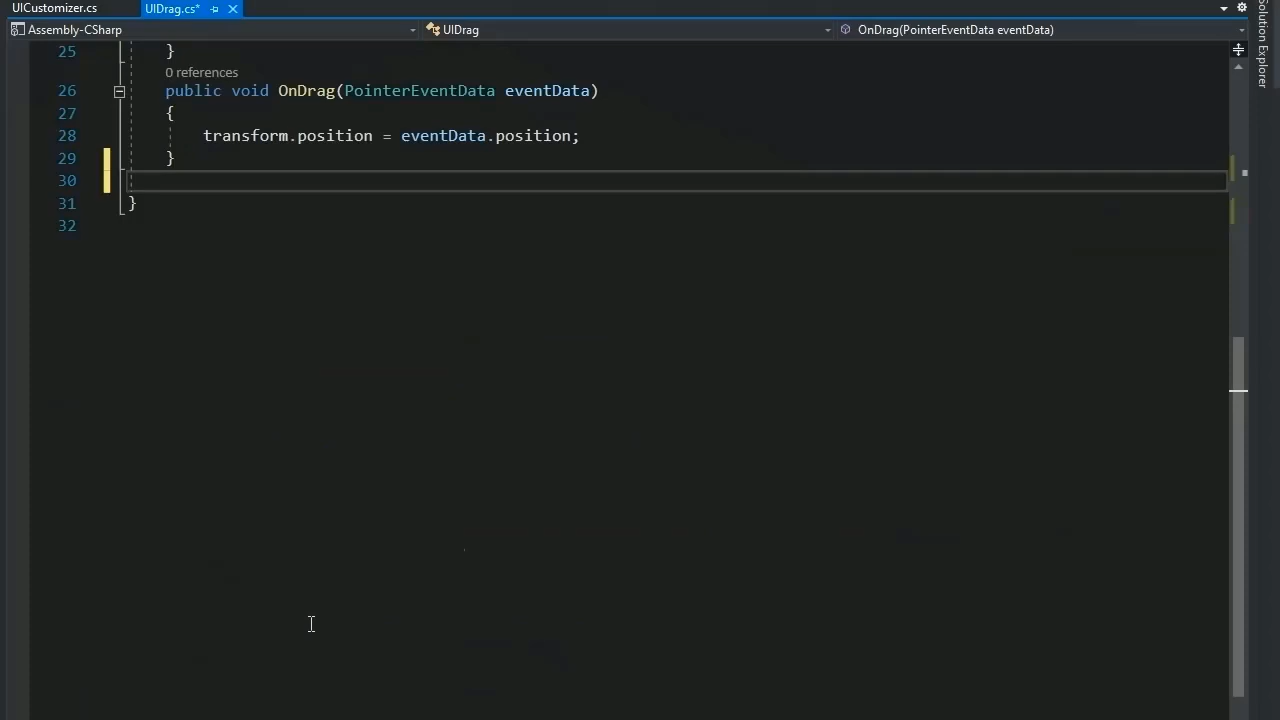 UICustomizer.cs UIDrag.cs*
Assembly-CSharp UIDrag OnDrag(PointerEventData eventData)
Solution Explorer
25 }
0 references
26 public void OnDrag(PointerEventData eventData)
27 {
28 transform.position = eventData.position;
29 }
30
31 }
32